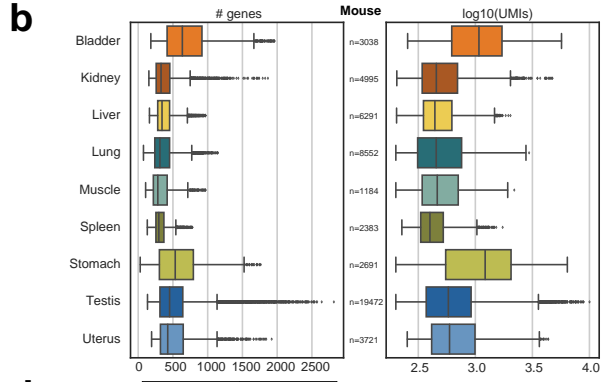 b
# genes Mouse log10(UMIs)
Bladder n=3038
Kidney n=4995
Liver n=6291
Lung n=8552
Muscle n=1184
Spleen n=2383
Stomach n=2691
Testis n=19472
Uterus n=3721
0 500 1000 1500 2000 2500 2.5 3.0 3.5 4.0